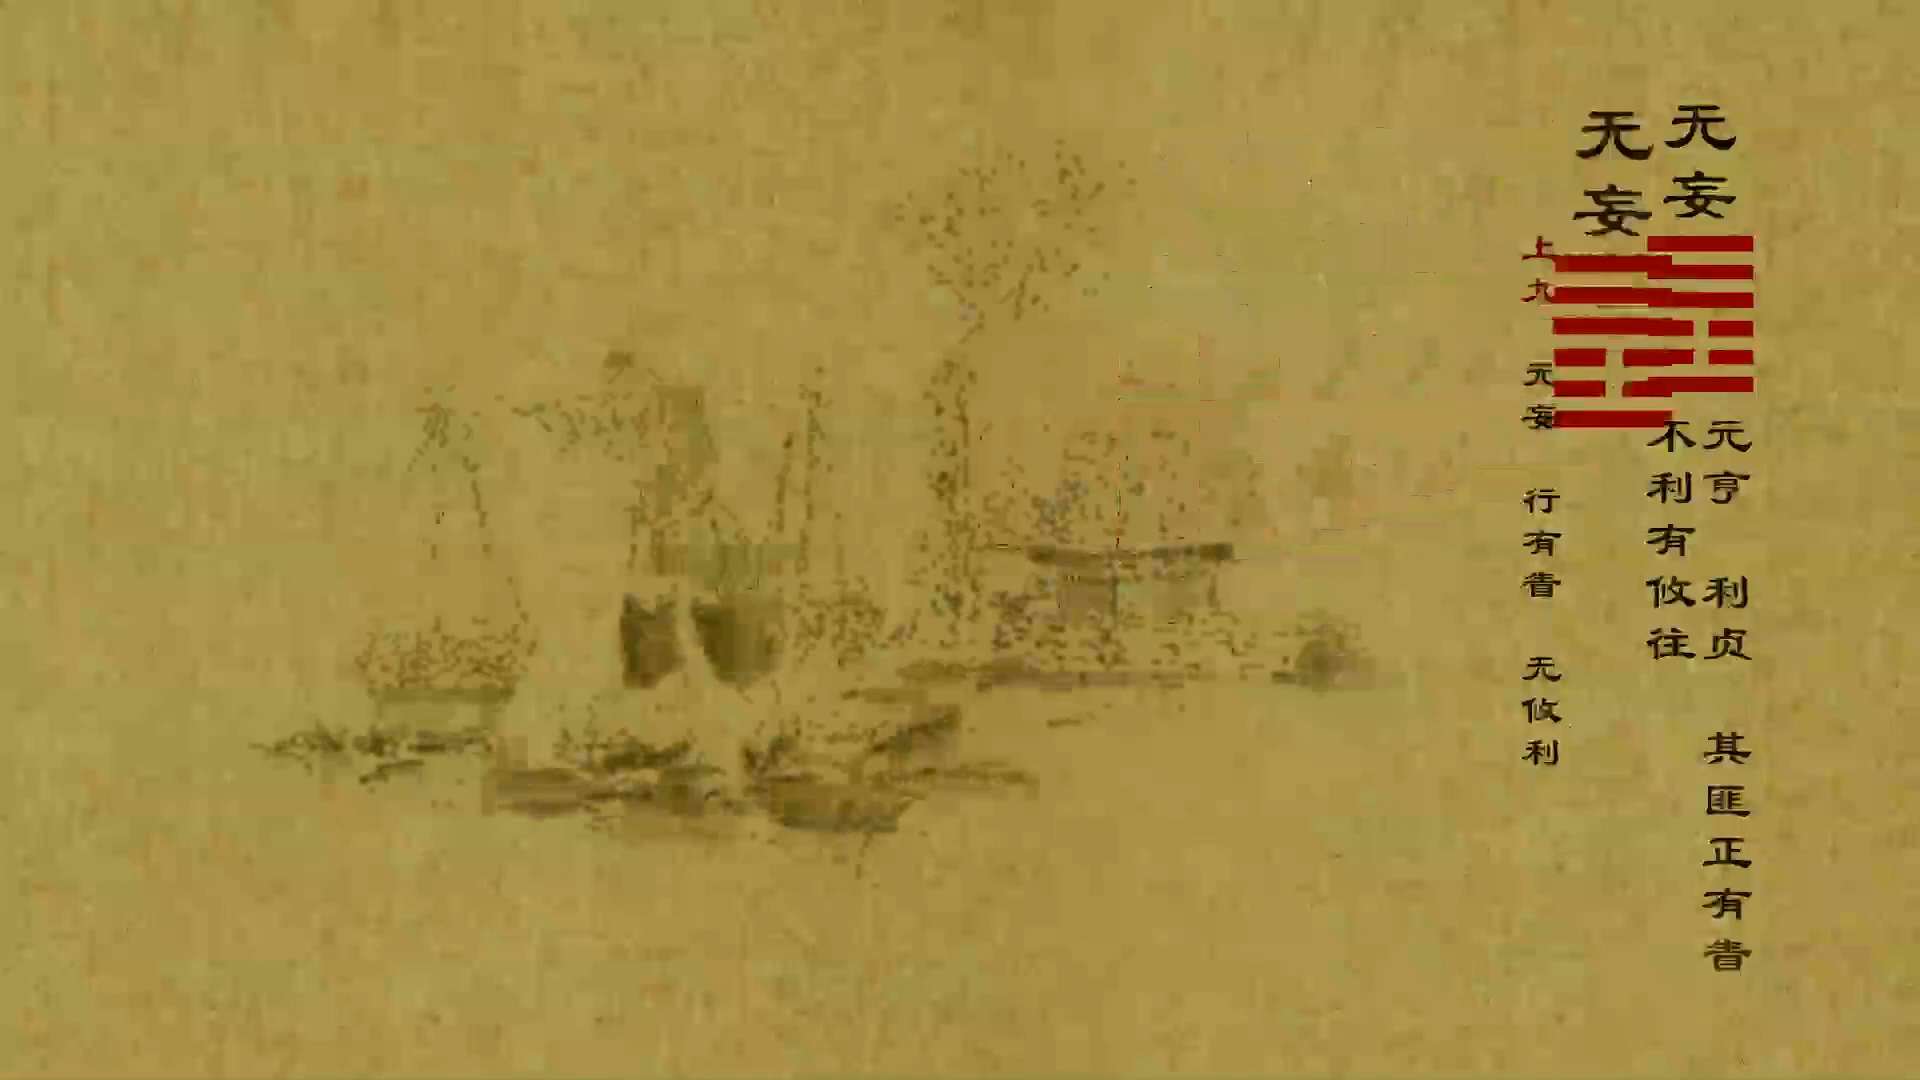 无妄
元亨 利贞 其匪正有眚
不利有攸往
无妄
上九 元妄 行有眚 无攸利